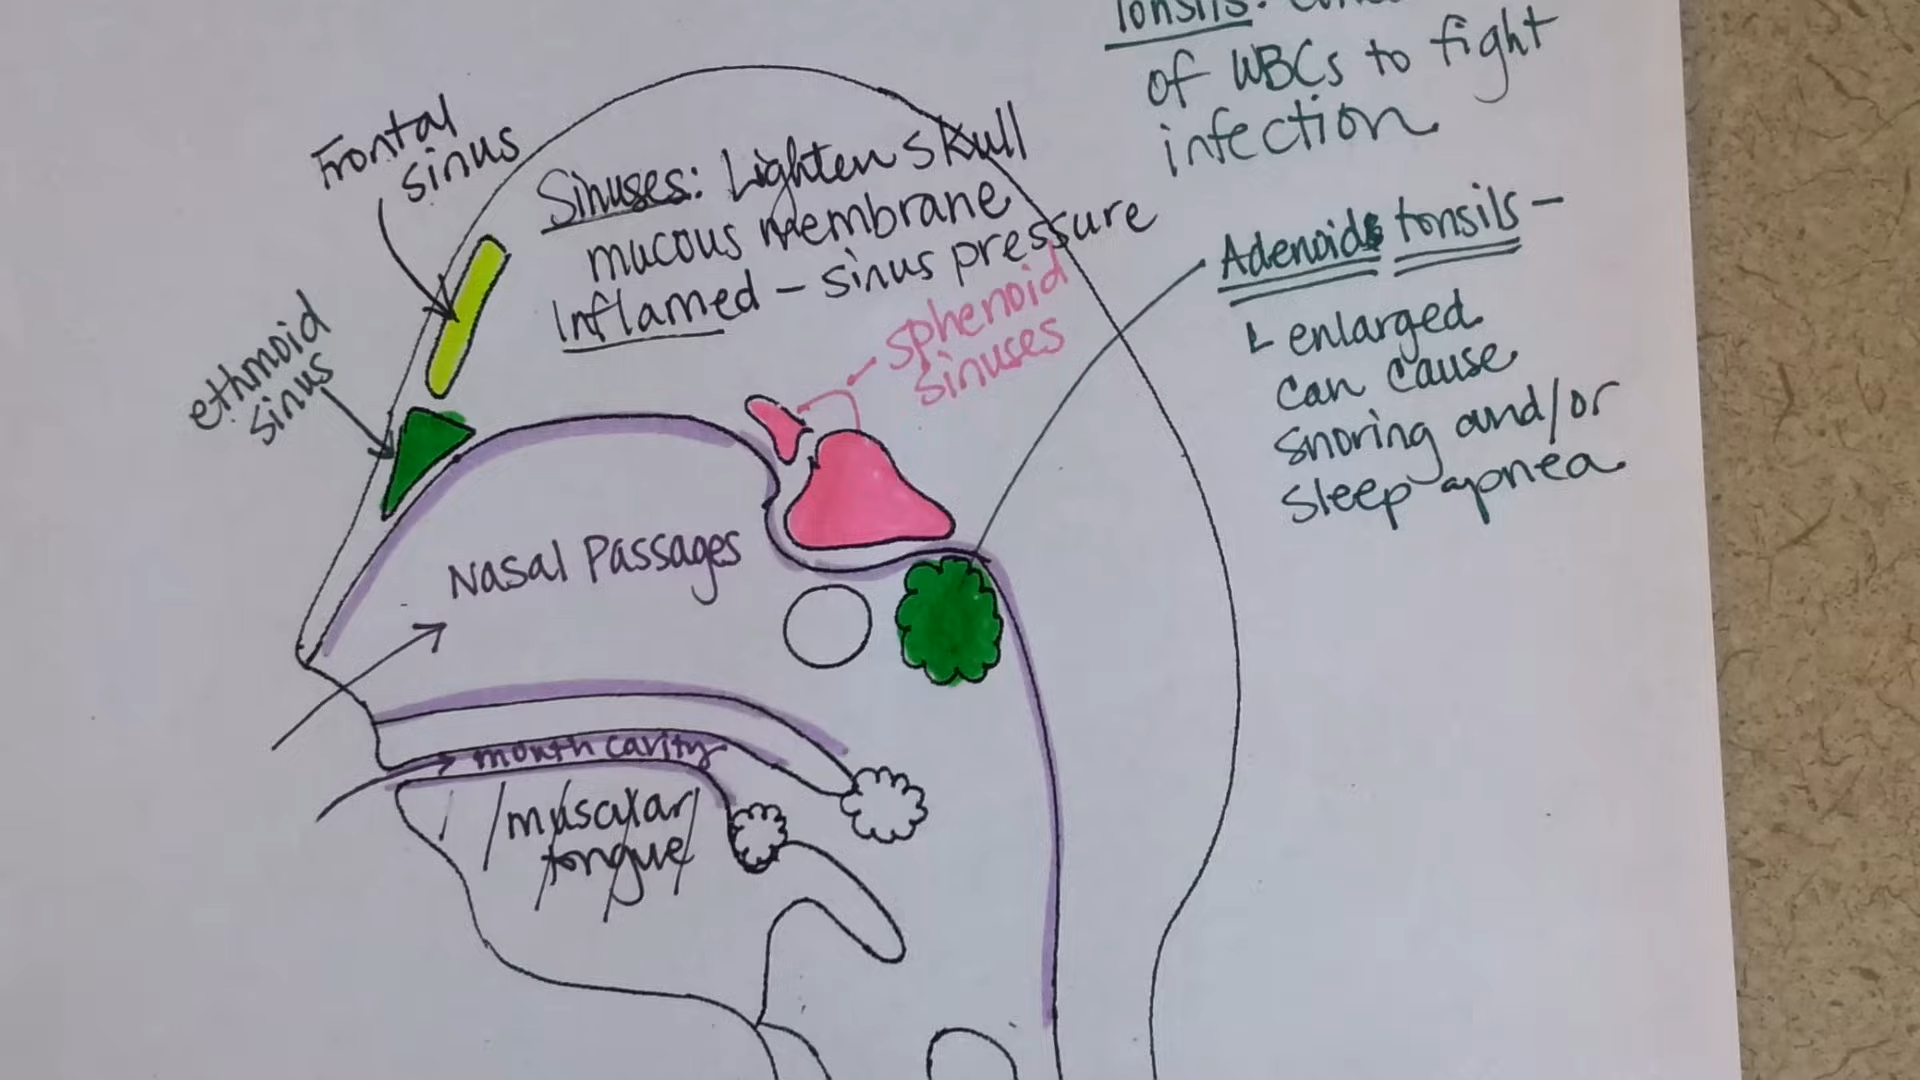 Tonsils:
of WBCs to fight
infection
Frontal
sinus
Sinuses: Lighten skull
mucous membrane
Inflamed - sinus pressure
sphenoid
sinuses
ethmoid
sinus
Adenoids tonsils -
enlarged
can cause
snoring and/or
sleep apnea
Nasal Passages
mouth cavity
muscular
tongue